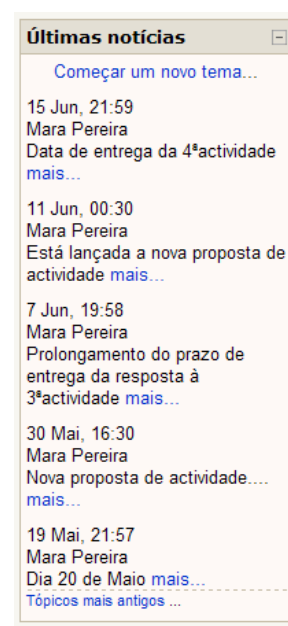 Últimas notícias
Começar um novo tema...
15 Jun, 21:59
Mara Pereira
Data de entrega da 4ªactividade
mais...
11 Jun, 00:30
Mara Pereira
Está lançada a nova proposta de
actividade mais...
7 Jun, 19:58
Mara Pereira
Prolongamento do prazo de
entrega da resposta à
3ªactividade mais...
30 Mai, 16:30
Mara Pereira
Nova proposta de actividade....
mais...
19 Mai, 21:57
Mara Pereira
Dia 20 de Maio mais...
Tópicos mais antigos ...